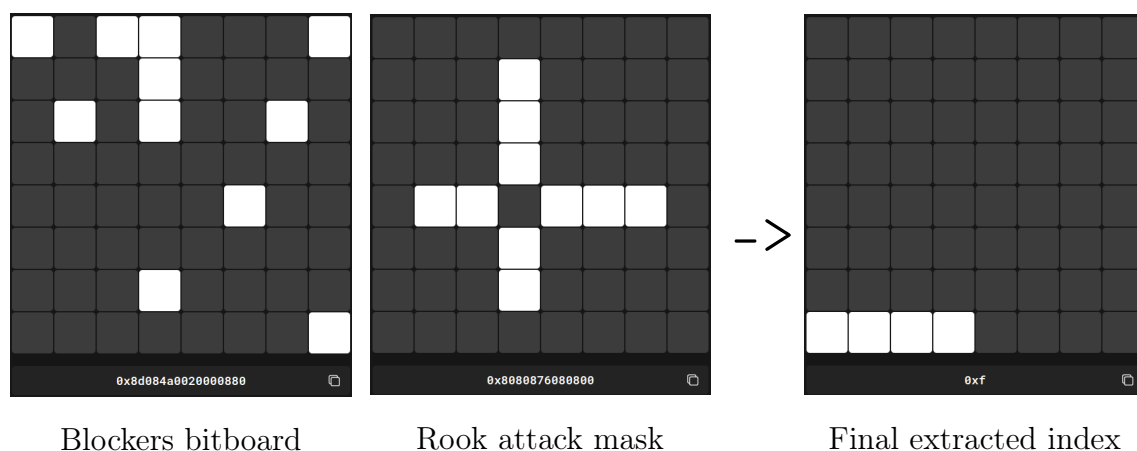 0x8d084a0020000880
0x8080876080800
0xf
->
Blockers bitboard
Rook attack mask
Final extracted index